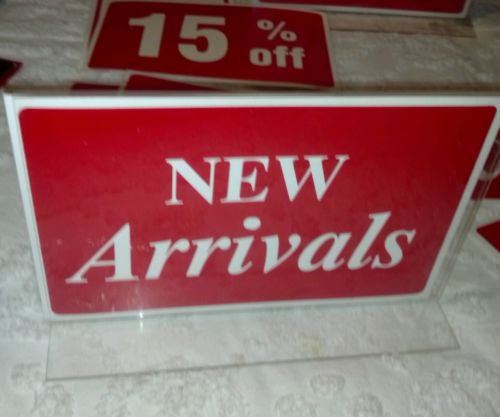 15 % off
NEW
Arrivals